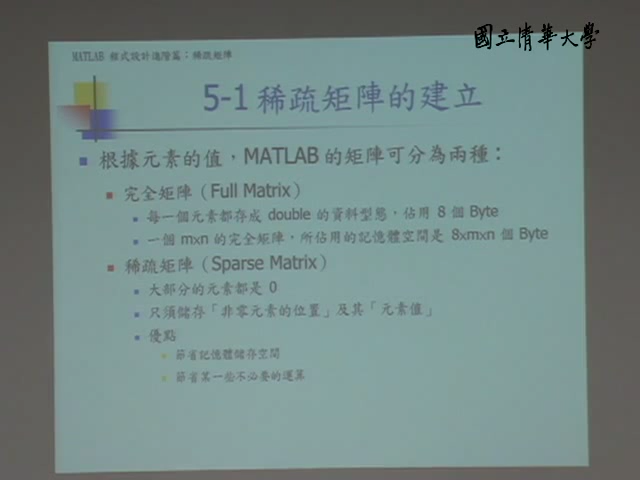 國立清華大學
MATLAB 程式設計進階篇：稀疏矩陣
5-1 稀疏矩陣的建立
根據元素的值，MATLAB 的矩陣可分為兩種：
完全矩陣（Full Matrix）
每一個元素都存成 double 的資料型態，佔用 8 個 Byte
一個 mxn 的完全矩陣，所佔用的記憶體空間是 8xmxn 個 Byte
稀疏矩陣（Sparse Matrix）
大部分的元素都是 0
只須儲存「非零元素的位置」及其「元素值」
優點
節省記憶體儲存空間
節省某一些不必要的運算